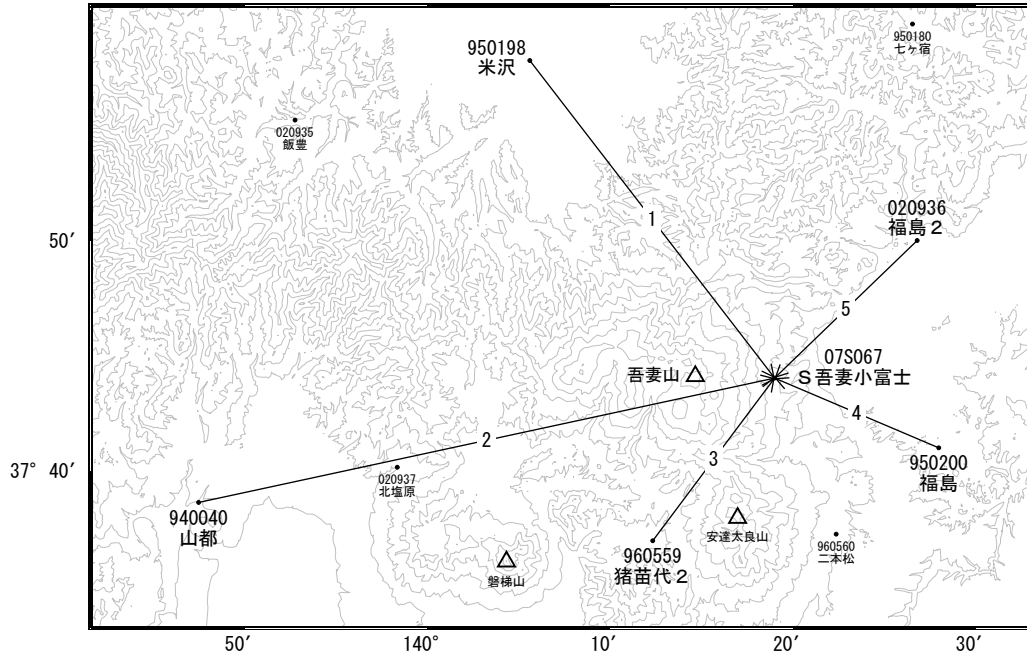 950180
七ヶ宿
950198
米沢
020935
飯豊
020936
福島２
1
50′
5
07S067
Ｓ吾妻小富士
吾妻山
4
2
3
37° 40′
020937
北塩原
950200
福島
940040
山都
安達太良山
960559
猪苗代２
960560
二本松
磐梯山
50′
140°
10′
20′
30′